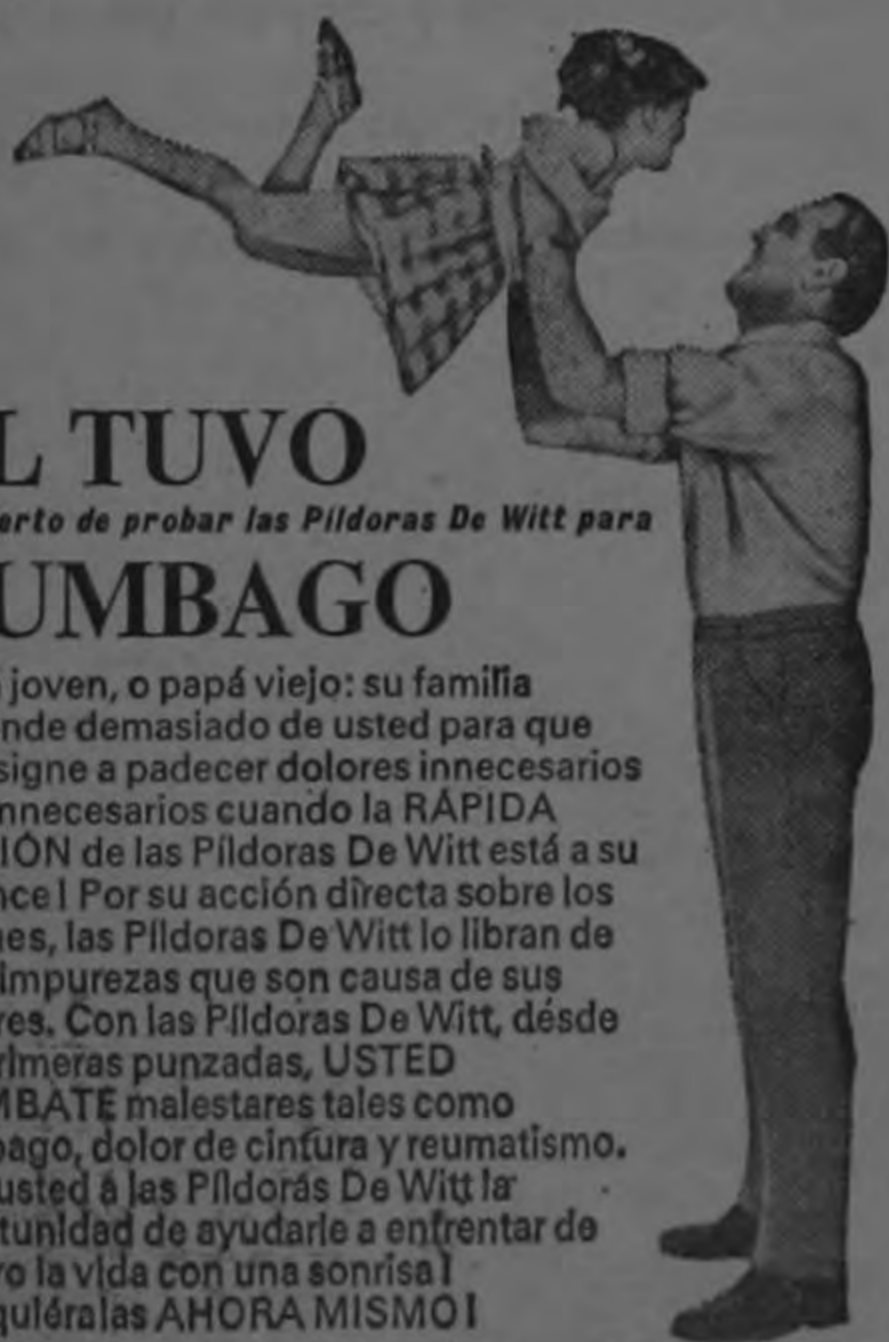 L TUVO
erto de probar las Píldoras De Witt para
UMBAGO
joven, o papá viejo: su familia
nde demasiado de usted para que
signe a padecer dolores innecesarios
nnecesarios cuando la RÁPIDA
IÓN de las Píldoras De Witt está a su
nce! Por su acción directa sobre los
nes, las Píldoras De Witt lo libran de
impurezas que son causa de sus
res. Con las Píldoras De Witt, désde
rimeras punzadas, USTED
MBATE malestares tales como
bago, dolor de cintura y reumatismo.
usted a las Píldoras De Witt la
tunidad de ayudarle a enfrentar de
vo la vida con una sonrisa!
quiéralas AHORA MISMO!